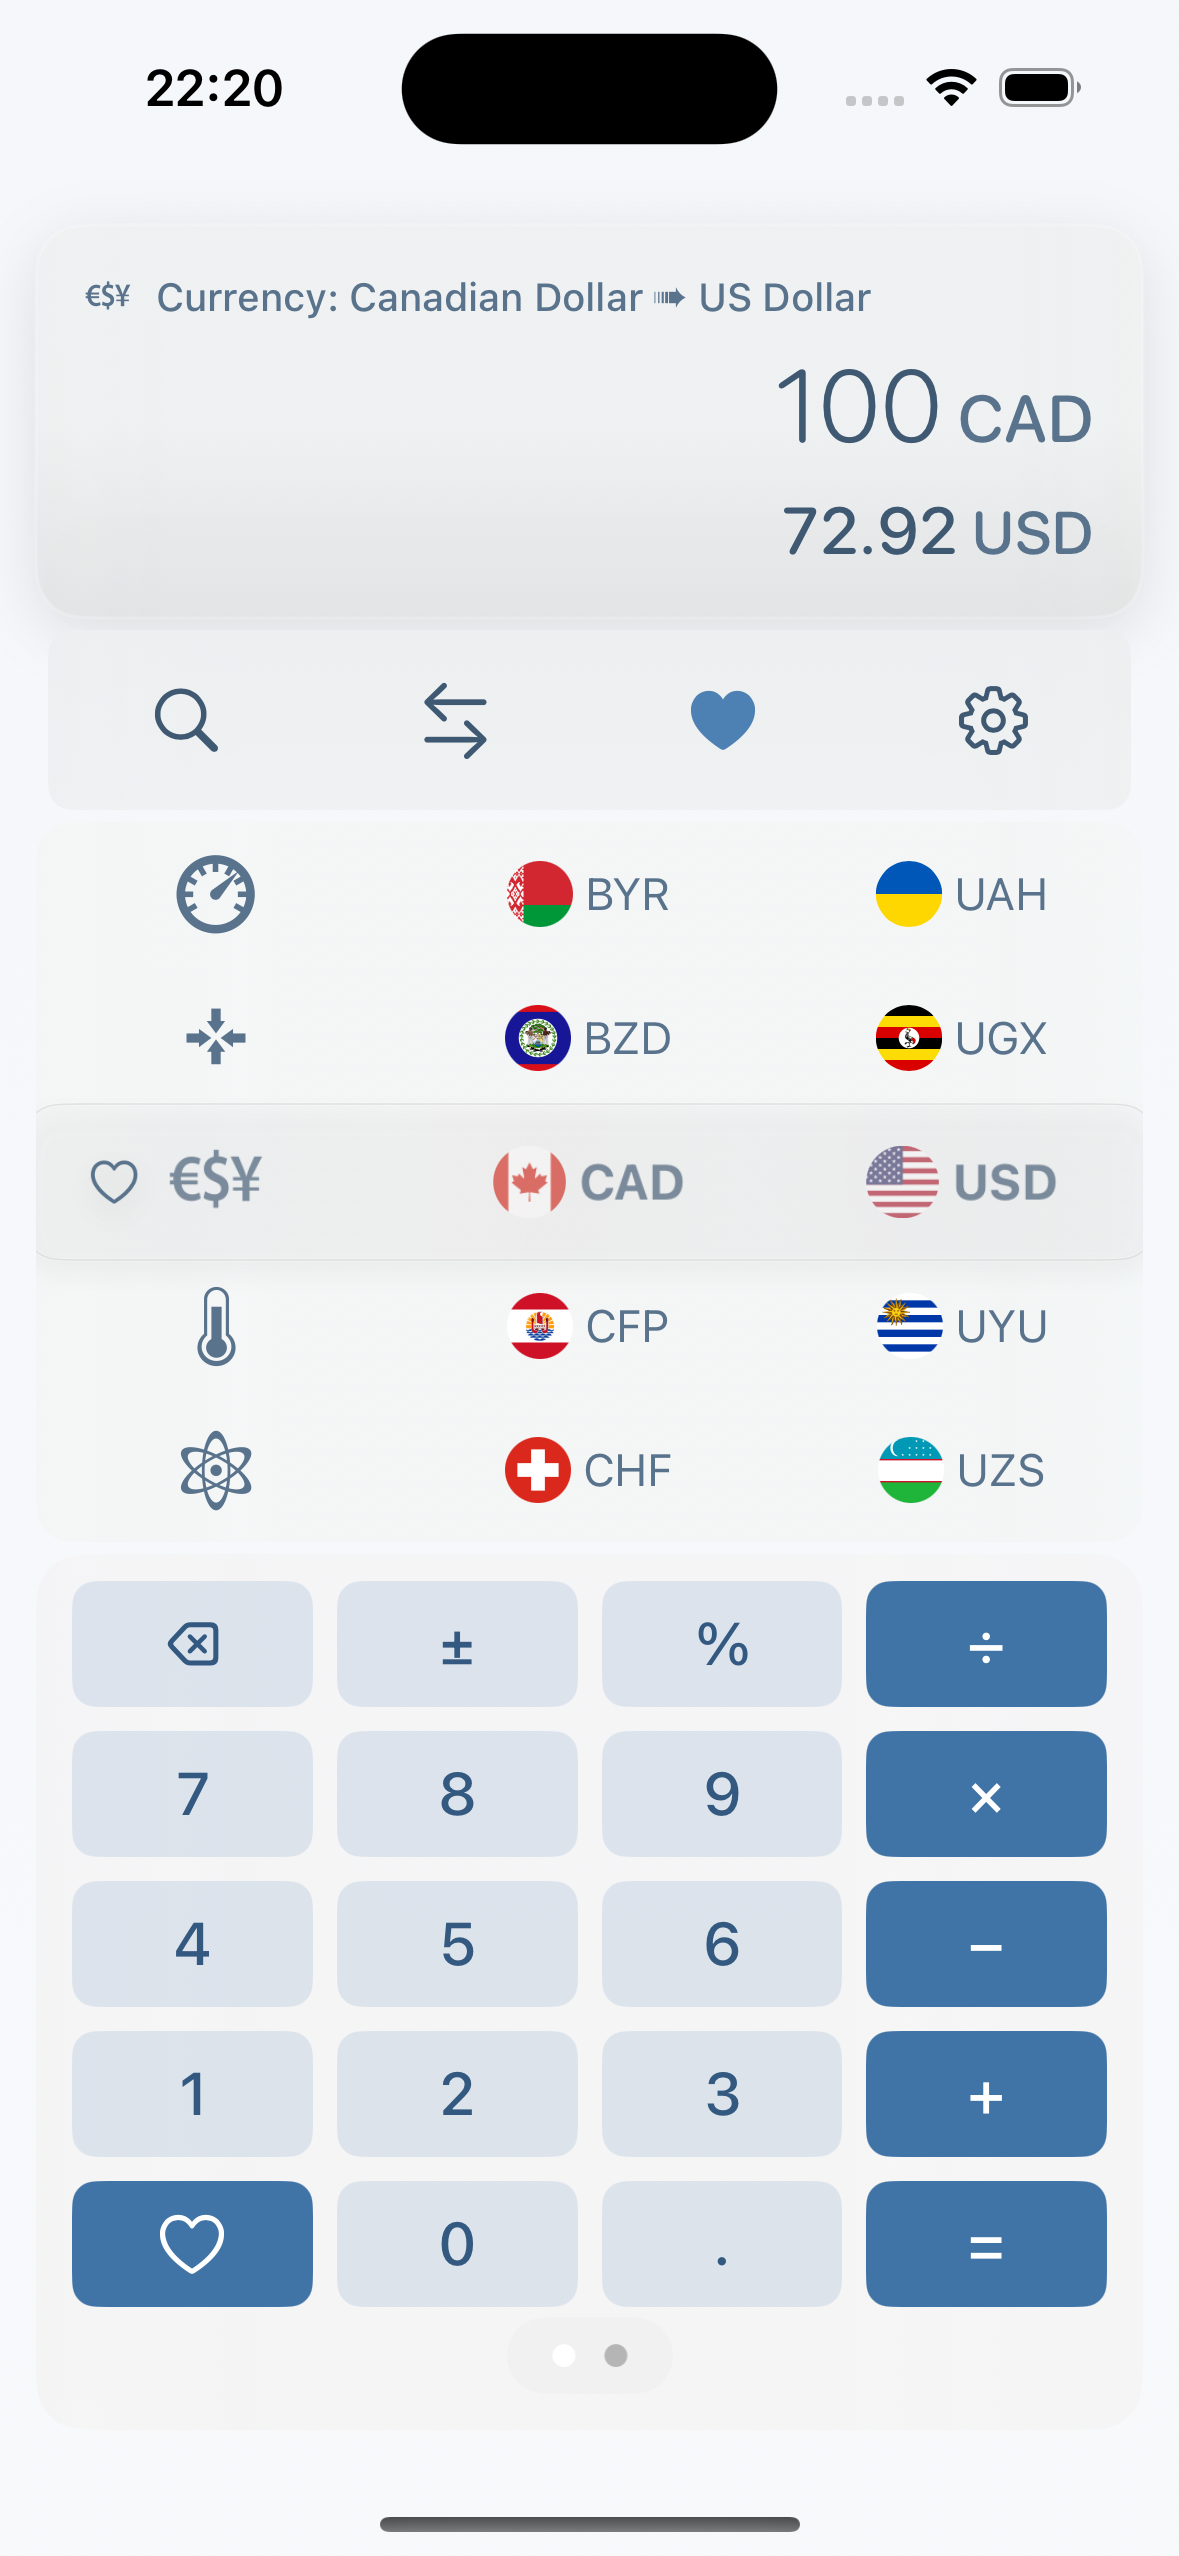 22:20
€$¥ Currency: Canadian Dollar ➠ US Dollar
100 CAD
72.92 USD
BYR UAH
BZD UGX
€$¥ CAD USD
CFP UYU
CHF UZS
± % ÷
7 8 9 ×
4 5 6 −
1 2 3 +
0 . =